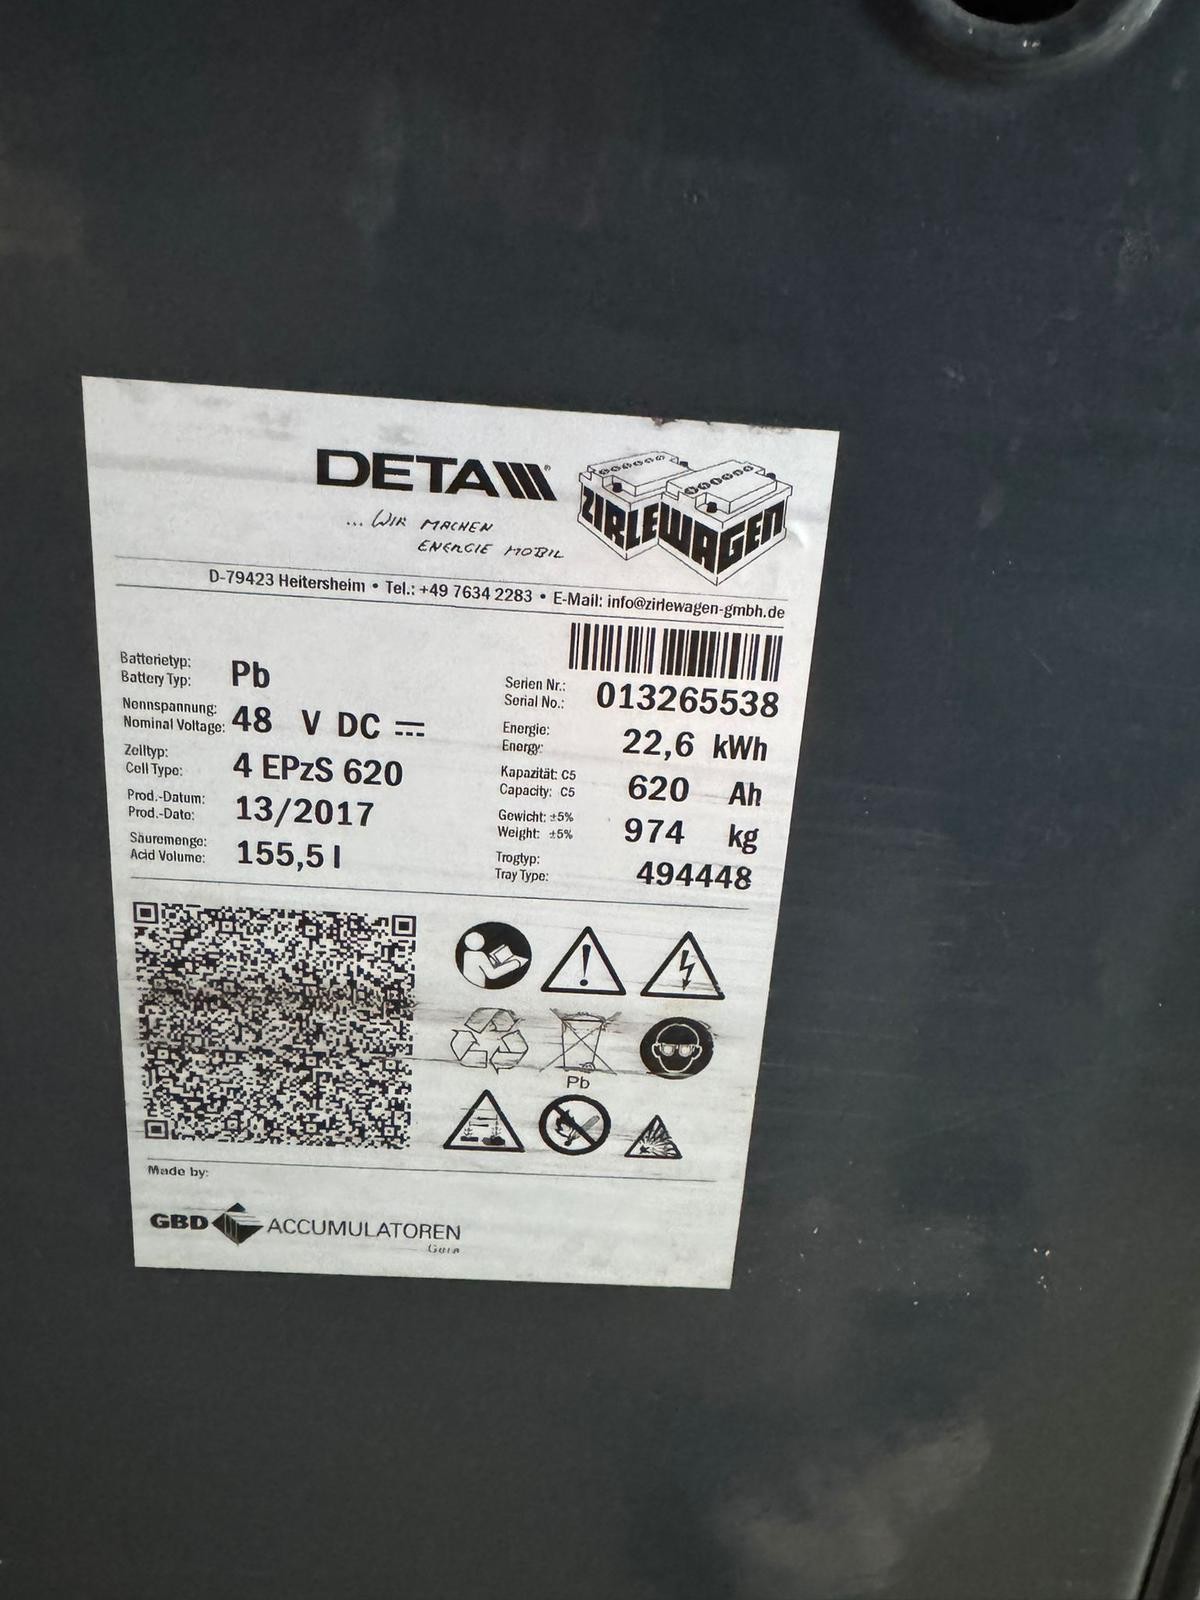 DETA
ZIRLEWAGEN
... WIR MACHEN
ENERGIE MOBIL
D-79423 Heitersheim • Tel.: +49 7634 2283 • E-Mail: info@zirlewagen-gmbh.de
Batterietyp:
Battery Typ: Pb
Nennspannung:
Nominal Voltage: 48 V DC
Zelltyp:
Cell Type: 4 EPzS 620
Prod.-Datum:
Prod.-Date: 13/2017
Säuremenge:
Acid Volume: 155,5 l
Serien Nr.:
Serial No.: 013265538
Energie:
Energy: 22,6 kWh
Kapazität: C5
Capacity: C5 620 Ah
Gewicht: ±5%
Weight: ±5% 974 kg
Trogtyp:
Tray Type: 494448
Pb
Made by:
GBD ACCUMULATOREN
Gera